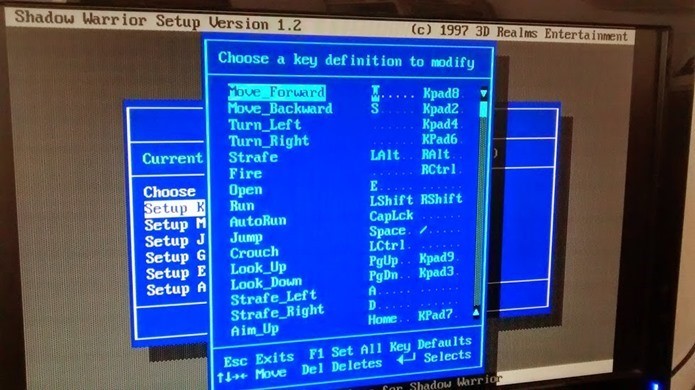 Shadow Warrior Setup Version 1.2 (c) 1997 3D Realms Entertainment
Choose a key definition to modify
Current
Choose
Setup K
Setup M
Setup J
Setup G
Setup E
Setup A
Move_Forward W..... Kpad8
Move_Backward S Kpad2
Turn_Left Kpad4
Turn_Right KPad6
Strafe LAlt RAlt
Fire RCtrl
Open E
Run LShift RShift
AutoRun CapLck
Jump Space /
Crouch LCtrl
Look_Up PgUp Kpad9
Look_Down PgDn Kpad3
Strafe_Left A
Strafe_Right D
Aim_Up Home KPad7
Esc Exits F1 Set All Key Defaults
↑↓→← Move Del Deletes ←┘ Selects
for Shadow Warrior